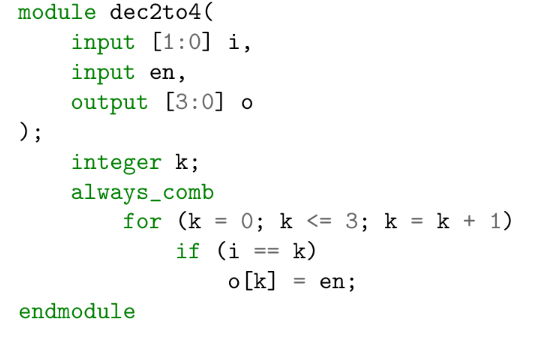 module dec2to4(
    input [1:0] i,
    input en,
    output [3:0] o
);
    integer k;
    always_comb
        for (k = 0; k <= 3; k = k + 1)
            if (i == k)
                o[k] = en;
endmodule